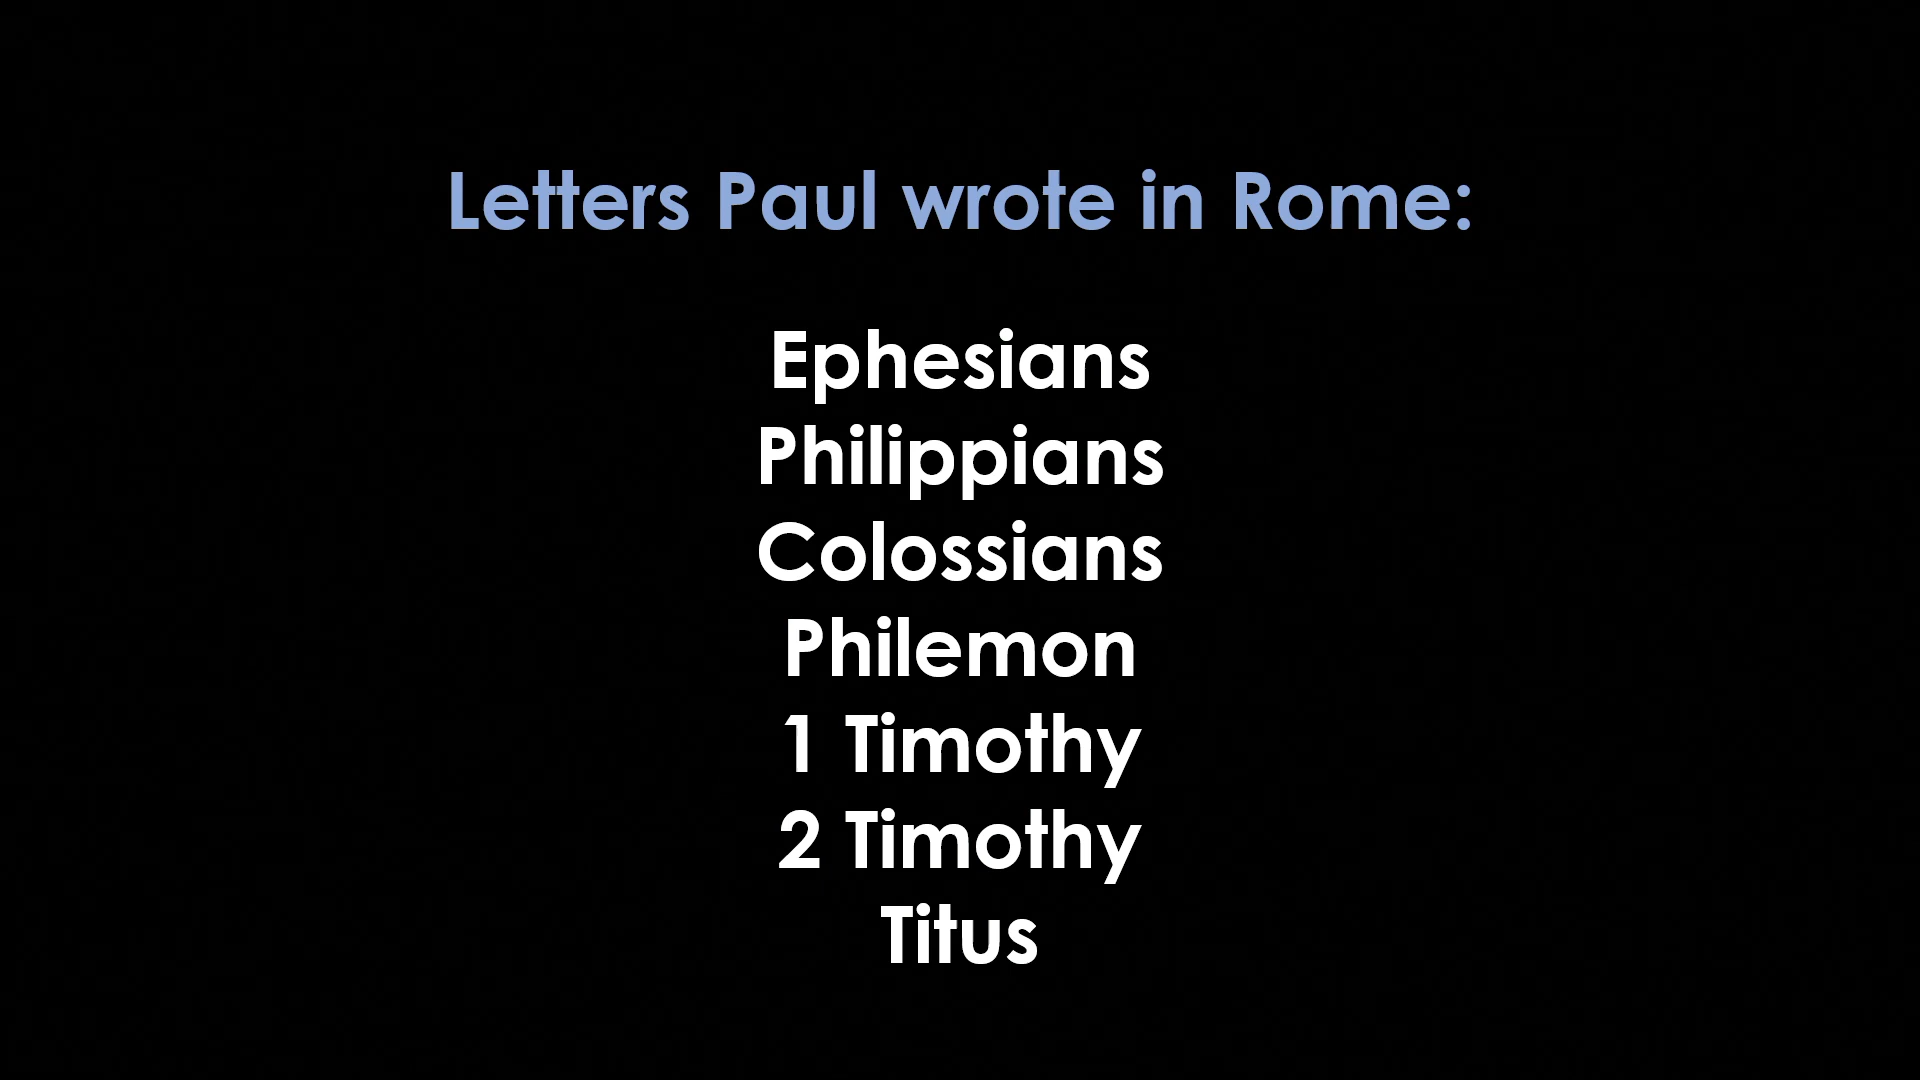 Letters Paul wrote in Rome:
Ephesians
Philippians
Colossians
Philemon
1 Timothy
2 Timothy
Titus